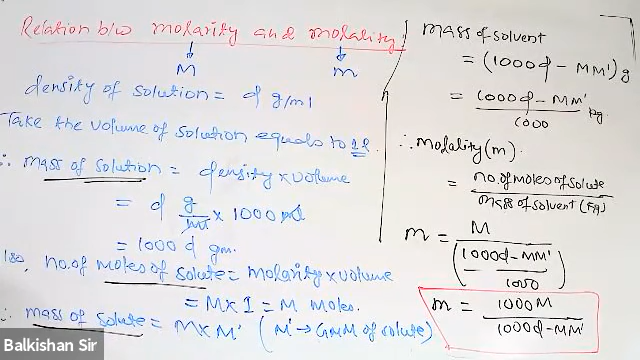 Relation b/w molarity and molality
M
m
density of solution = d g/ml
Take the volume of solution equals to 1 l.
∴ mass of solution = density × volume
= d g/ml × 1000 ml
= 1000 d gm.
Also, no. of moles of solute = molarity × volume
= M × 1 = M moles.
∴ mass of solute = M × M' (M' → GMM of solute)
mass of solvent
= (1000d - MM') g
= 1000d - MM' / 1000 kg
∴ molality (m)
= no. of moles of solute / mass of solvent (kg)
m = M / (1000d - MM' / 1000)
m = 1000M / 1000d - MM'
Balkishan Sir